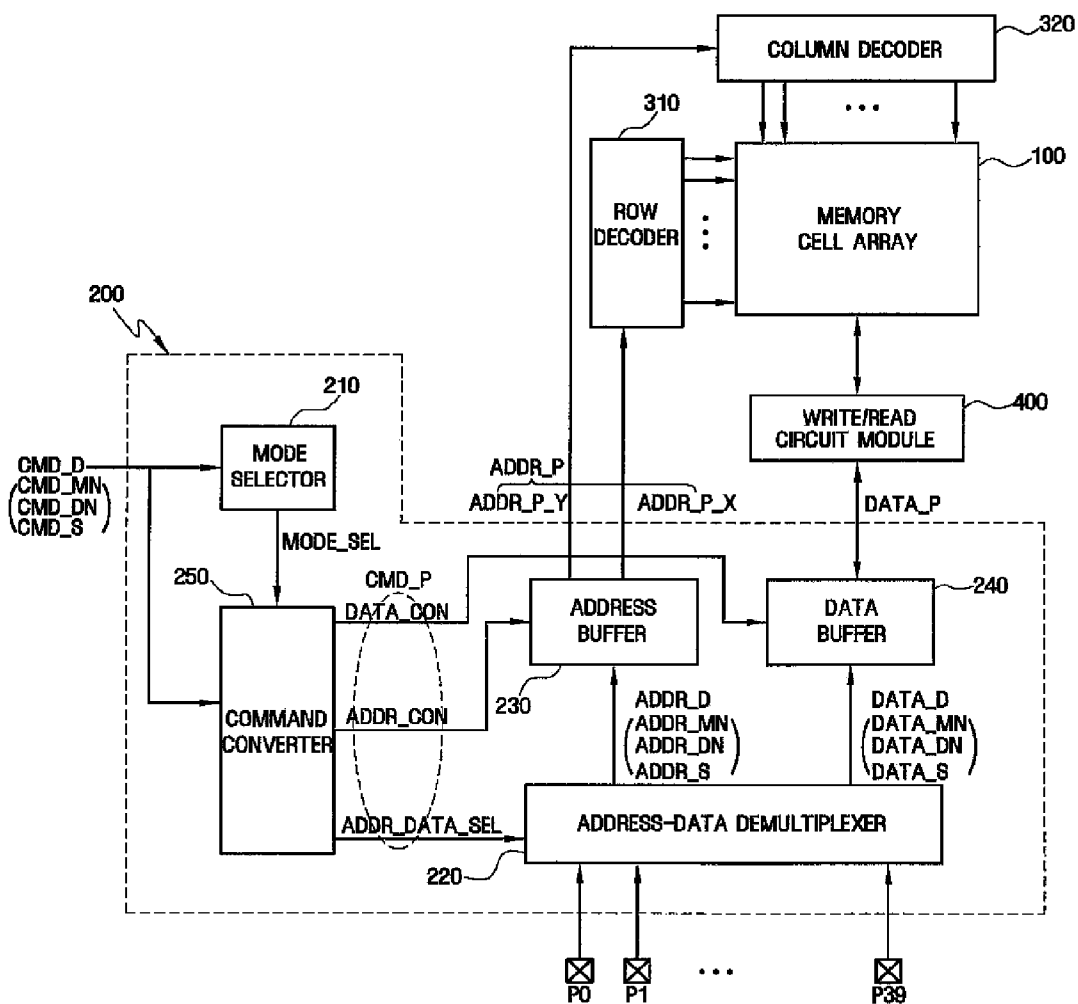 320
COLUMN DECODER
310
100
ROW
DECODER
MEMORY
CELL ARRAY
200
210
MODE
SELECTOR
400
WRITE/READ
CIRCUIT MODULE
CMD_D
CMD_MN
CMD_DN
CMD_S
ADDR_P
ADDR_P_Y
ADDR_P_X
DATA_P
MODE_SEL
250
CMD_P
DATA_CON
ADDRESS
BUFFER
240
DATA
BUFFER
230
COMMAND
CONVERTER
ADDR_CON
ADDR_D
ADDR_MN
ADDR_DN
ADDR_S
DATA_D
DATA_MN
DATA_DN
DATA_S
ADDR_DATA_SEL
ADDRESS-DATA DEMULTIPLEXER
220
P0
P1
P39